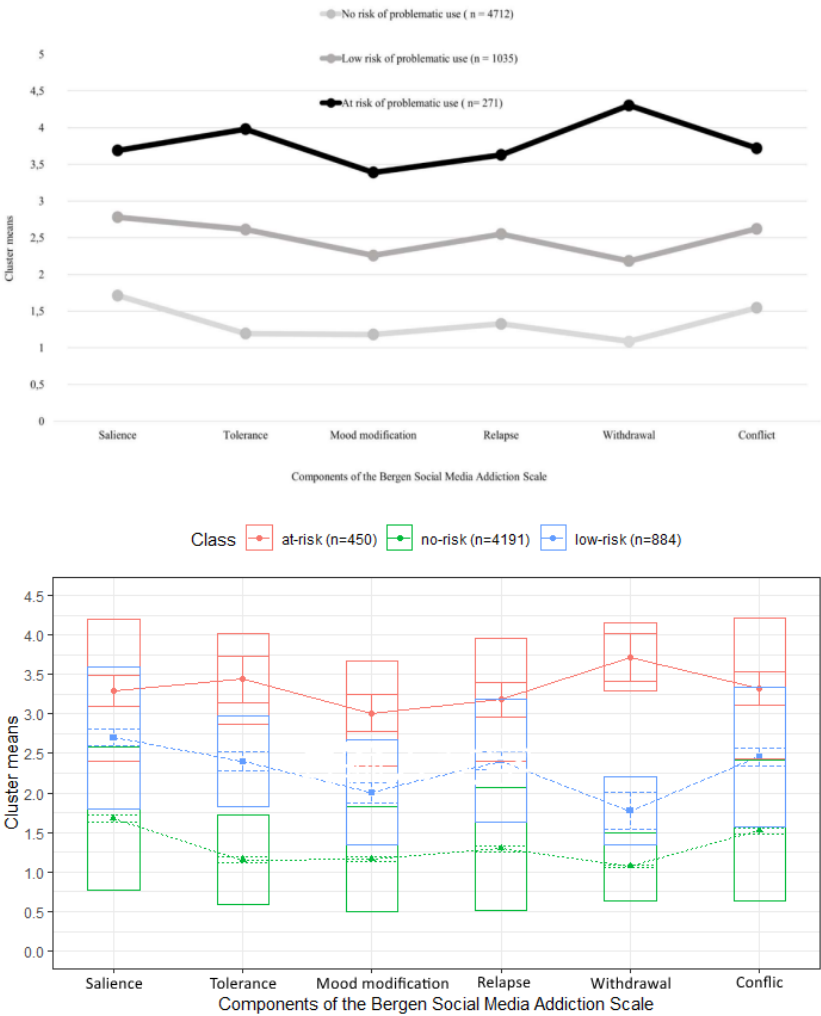 No risk of problematic use ( n = 4712)
5
Low risk of problematic use (n = 1035)
4,5
At risk of problematic use ( n= 271)
4
3,5
3
2,5
2
1,5
1
0,5
0
Cluster means
Salience Tolerance Mood modification Relapse Withdrawal Conflict
Components of the Bergen Social Media Addiction Scale
Class at-risk (n=450) no-risk (n=4191) low-risk (n=884)
4.5
4.0
3.5
3.0
2.5
2.0
1.5
1.0
0.5
0.0
Cluster means
Salience Tolerance Mood modification Relapse Withdrawal Conflic
Components of the Bergen Social Media Addiction Scale